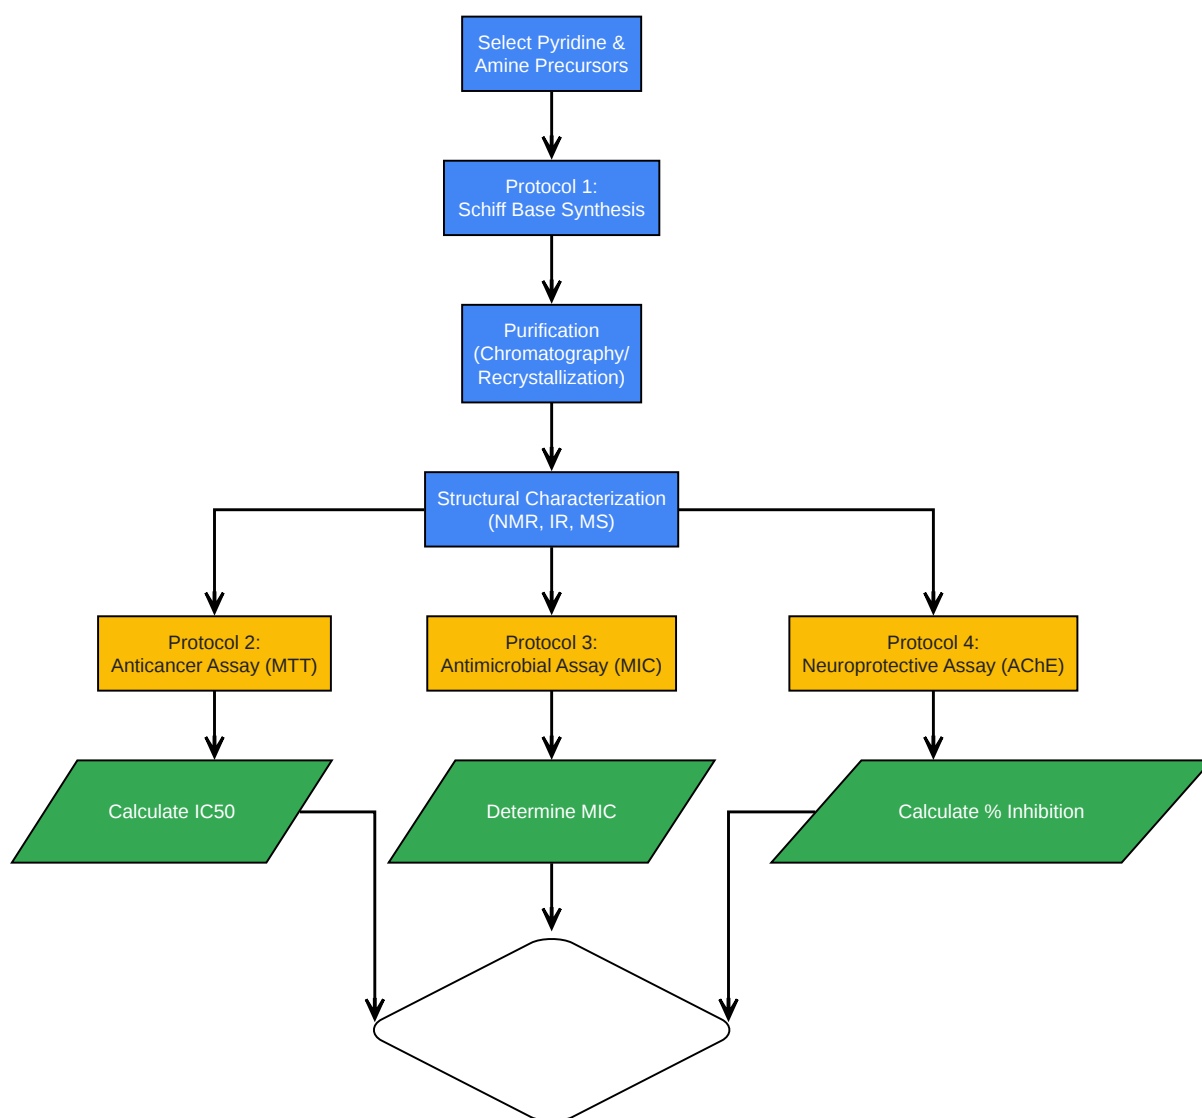 Select Pyridine &
Amine Precursors
Protocol 1:
Schiff Base Synthesis
Purification
(Chromatography/
Recrystallization)
Structural Characterization
(NMR, IR, MS)
Protocol 2:
Anticancer Assay (MTT)
Protocol 3:
Antimicrobial Assay (MIC)
Protocol 4:
Neuroprotective Assay (AChE)
Calculate IC50
Determine MIC
Calculate % Inhibition